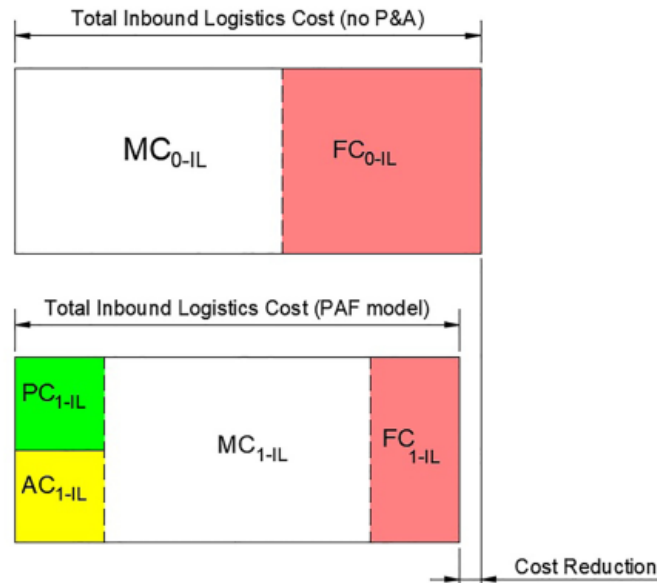 Total Inbound Logistics Cost (no P&A)
MC0-IL
FC0-IL
Total Inbound Logistics Cost (PAF model)
PC1-IL
AC1-IL
MC1-IL
FC1-IL
Cost Reduction